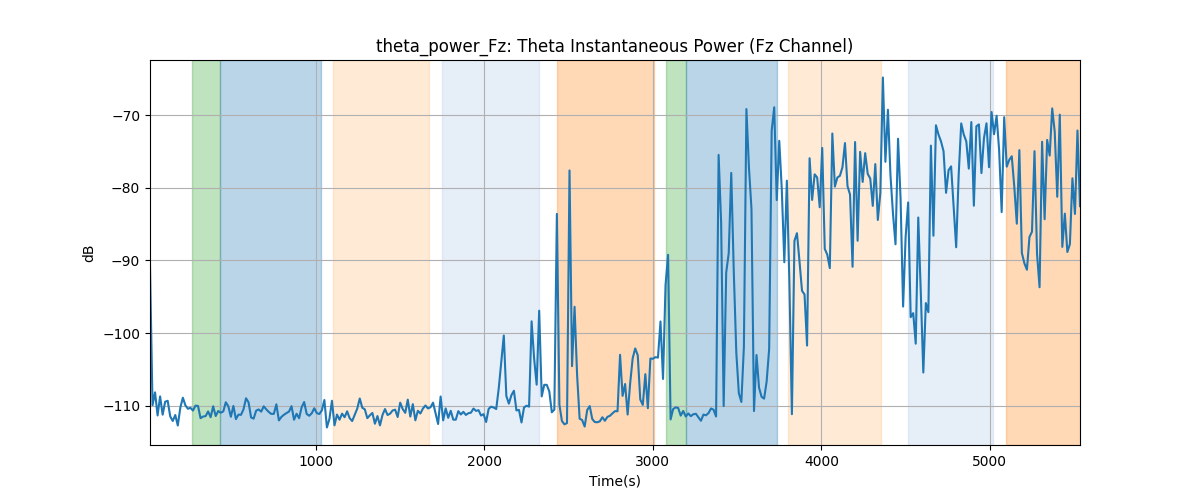 theta_power_Fz: Theta Instantaneous Power (Fz Channel)
−70
−80
−90
−100
−110
dB
1000 2000 3000 4000 5000
Time(s)